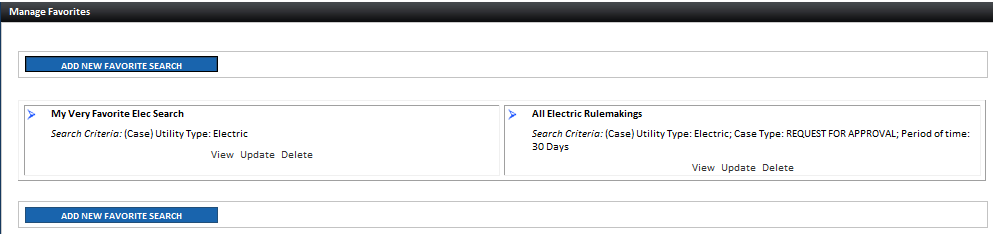 Manage Favorites
ADD NEW FAVORITE SEARCH
My Very Favorite Elec Search
Search Criteria: (Case) Utility Type: Electric
View Update Delete
All Electric Rulemakings
Search Criteria: (Case) Utility Type: Electric; Case Type: REQUEST FOR APPROVAL; Period of time:
30 Days
View Update Delete
ADD NEW FAVORITE SEARCH